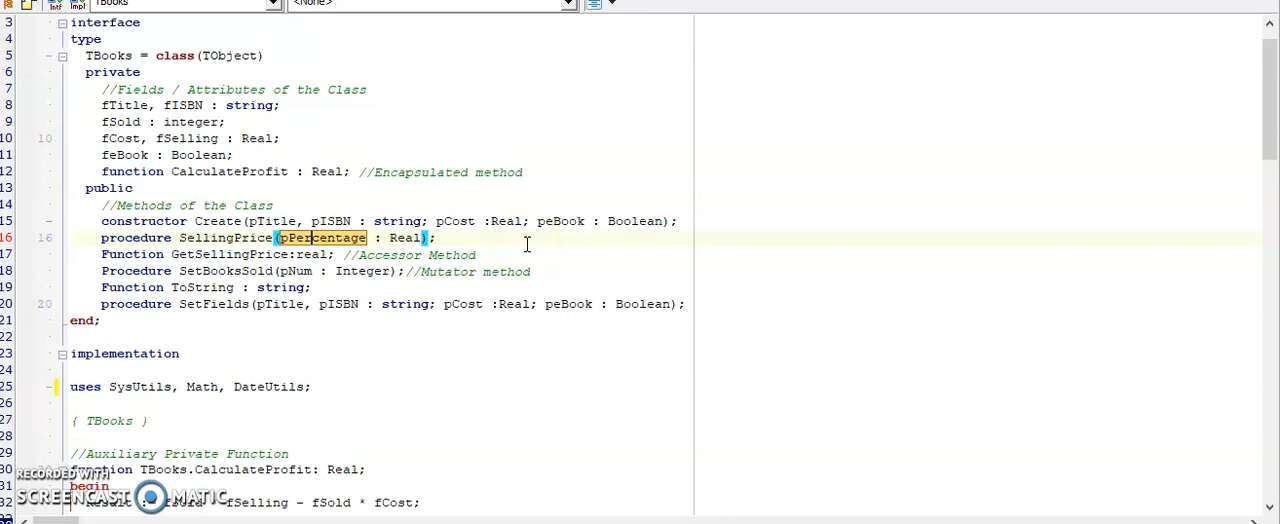 TBooks <None>
3 interface
4 type
5 TBooks = class(TObject)
6 private
7 //Fields / Attributes of the Class
8 fTitle, fISBN : string;
9 fSold : integer;
10 10 fCost, fSelling : Real;
11 feBook : Boolean;
12 function CalculateProfit : Real; //Encapsulated method
13 public
14 //Methods of the Class
15 constructor Create(pTitle, pISBN : string; pCost :Real; peBook : Boolean);
16 16 procedure SellingPrice(pPercentage : Real);
17 Function GetSellingPrice:real; //Accessor Method
18 Procedure SetBooksSold(pNum : Integer);//Mutator method
19 Function ToString : string;
20 20 procedure SetFields(pTitle, pISBN : string; pCost :Real; peBook : Boolean);
21 end;
22
23 implementation
24
25 uses SysUtils, Math, DateUtils;
26
27 { TBooks }
28
29 //Auxiliary Private Function
30 function TBooks.CalculateProfit: Real;
RECORDED WITH
31 begin
SCREENCAST MATIC
32 Result := fSold * fSelling - fSold * fCost;